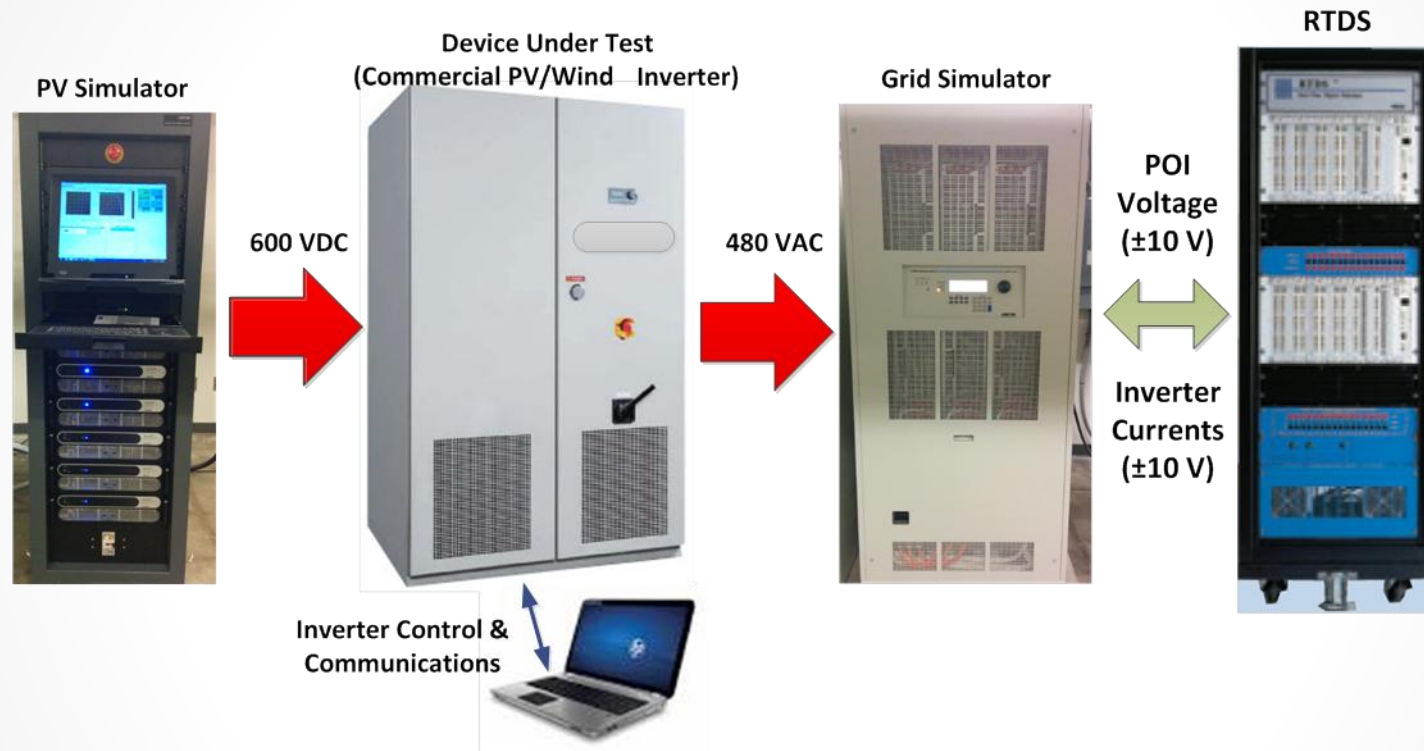 RTDS
Device Under Test
(Commercial PV/Wind Inverter)
PV Simulator
Grid Simulator
600 VDC
480 VAC
POI
Voltage
(±10 V)
Inverter
Currents
(±10 V)
Inverter Control &
Communications
RTDS